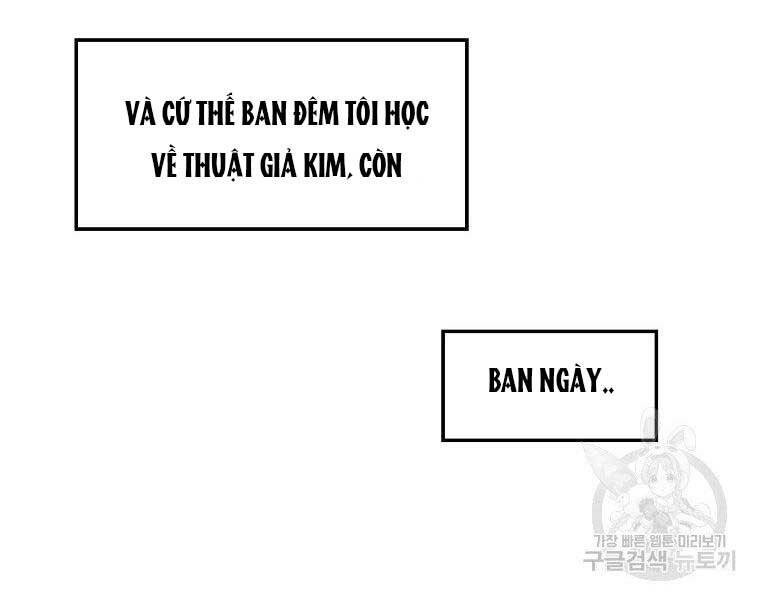 VÀ CỨ THẾ BAN ĐÊM TÔI HỌC
VỀ THUẬT GIẢ KIM, CÒN
BAN NGÀY..
가장 빠른 웹툰 미리보기
구글검색 뉴토끼